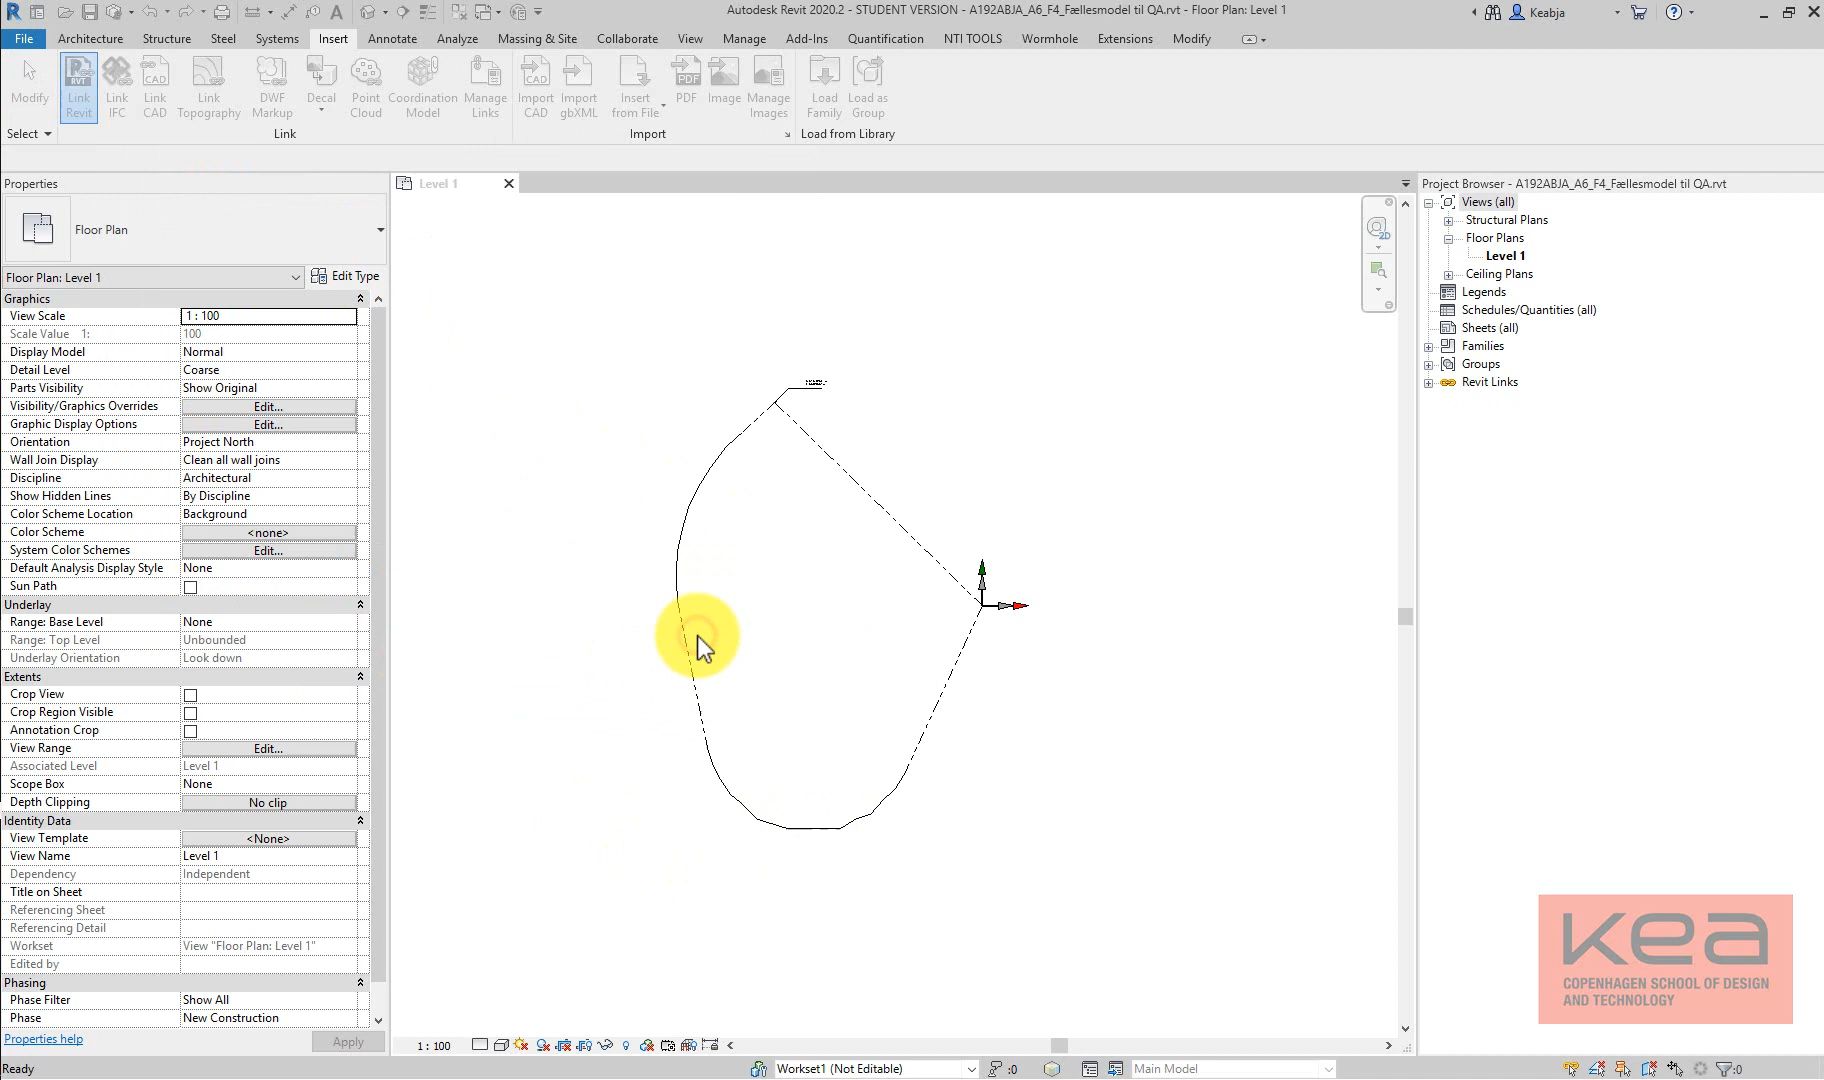 Autodesk Revit 2020.2 - STUDENT VERSION - A192ABJA_A6_F4_Fællesmodel til QA.rvt - Floor Plan: Level 1
Keabja
File Architecture Structure Steel Systems Insert Annotate Analyze Massing & Site Collaborate View Manage Add-Ins Quantification NTI TOOLS Wormhole Extensions Modify
Modify
Link Revit
Link IFC
Link CAD
Link Topography
DWF Markup
Decal
Point Cloud
Coordination Model
Manage Links
Import CAD
Import gbXML
Insert from File
PDF
Image
Manage Images
Load Family
Load as Group
Select
Link
Import
Load from Library
Properties
Level 1
Project Browser - A192ABJA_A6_F4_Fællesmodel til QA.rvt
Floor Plan
Floor Plan: Level 1
Edit Type
Graphics
View Scale 1 : 100
Scale Value 1: 100
Display Model Normal
Detail Level Coarse
Parts Visibility Show Original
Visibility/Graphics Overrides Edit...
Graphic Display Options Edit...
Orientation Project North
Wall Join Display Clean all wall joins
Discipline Architectural
Show Hidden Lines By Discipline
Color Scheme Location Background
Color Scheme <none>
System Color Schemes Edit...
Default Analysis Display Style None
Sun Path
Underlay
Range: Base Level None
Range: Top Level Unbounded
Underlay Orientation Look down
Extents
Crop View
Crop Region Visible
Annotation Crop
View Range Edit...
Associated Level Level 1
Scope Box None
Depth Clipping No clip
Identity Data
View Template <None>
View Name Level 1
Dependency Independent
Title on Sheet
Referencing Sheet
Referencing Detail
Workset View "Floor Plan: Level 1"
Edited by
Phasing
Phase Filter Show All
Phase New Construction
Properties help
Apply
2D
Views (all)
Structural Plans
Floor Plans
Level 1
Ceiling Plans
Legends
Schedules/Quantities (all)
Sheets (all)
Families
Groups
Revit Links
kea
COPENHAGEN SCHOOL OF DESIGN
AND TECHNOLOGY
1 : 100
Ready
Workset1 (Not Editable)
:0
Main Model
:0